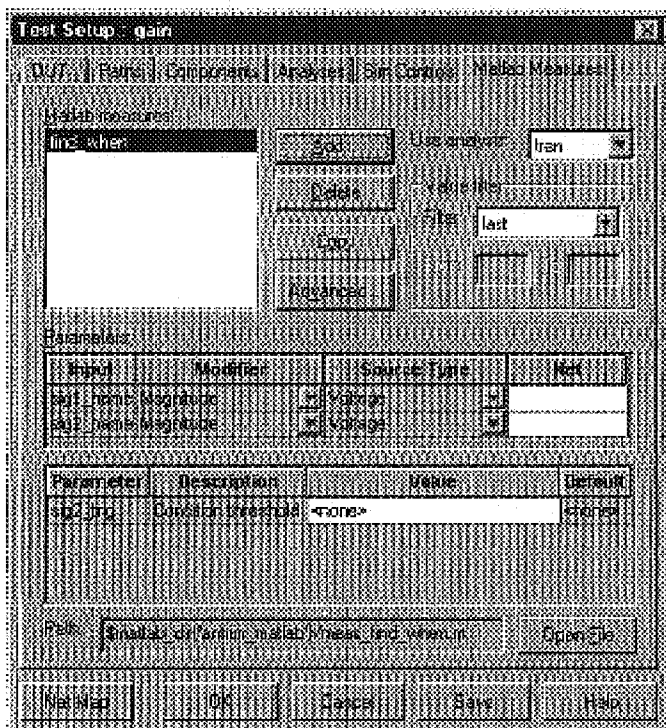 Test Setup : gain
DUT Paths Components Analyses Sim Controls Matlab Measures
Matlab measures
find_when
Add
Use analysis
tran
Delete
Value filter
Filter
last
Copy
Advanced
Parameters
Input Modifier Source Type Net
sig1_name Magnitude Voltage
sig2_name Magnitude Voltage
Parameter Description Value Default
Condition threshold <none> <none>
Path:
Open File
Net Map OK Cancel Save Help